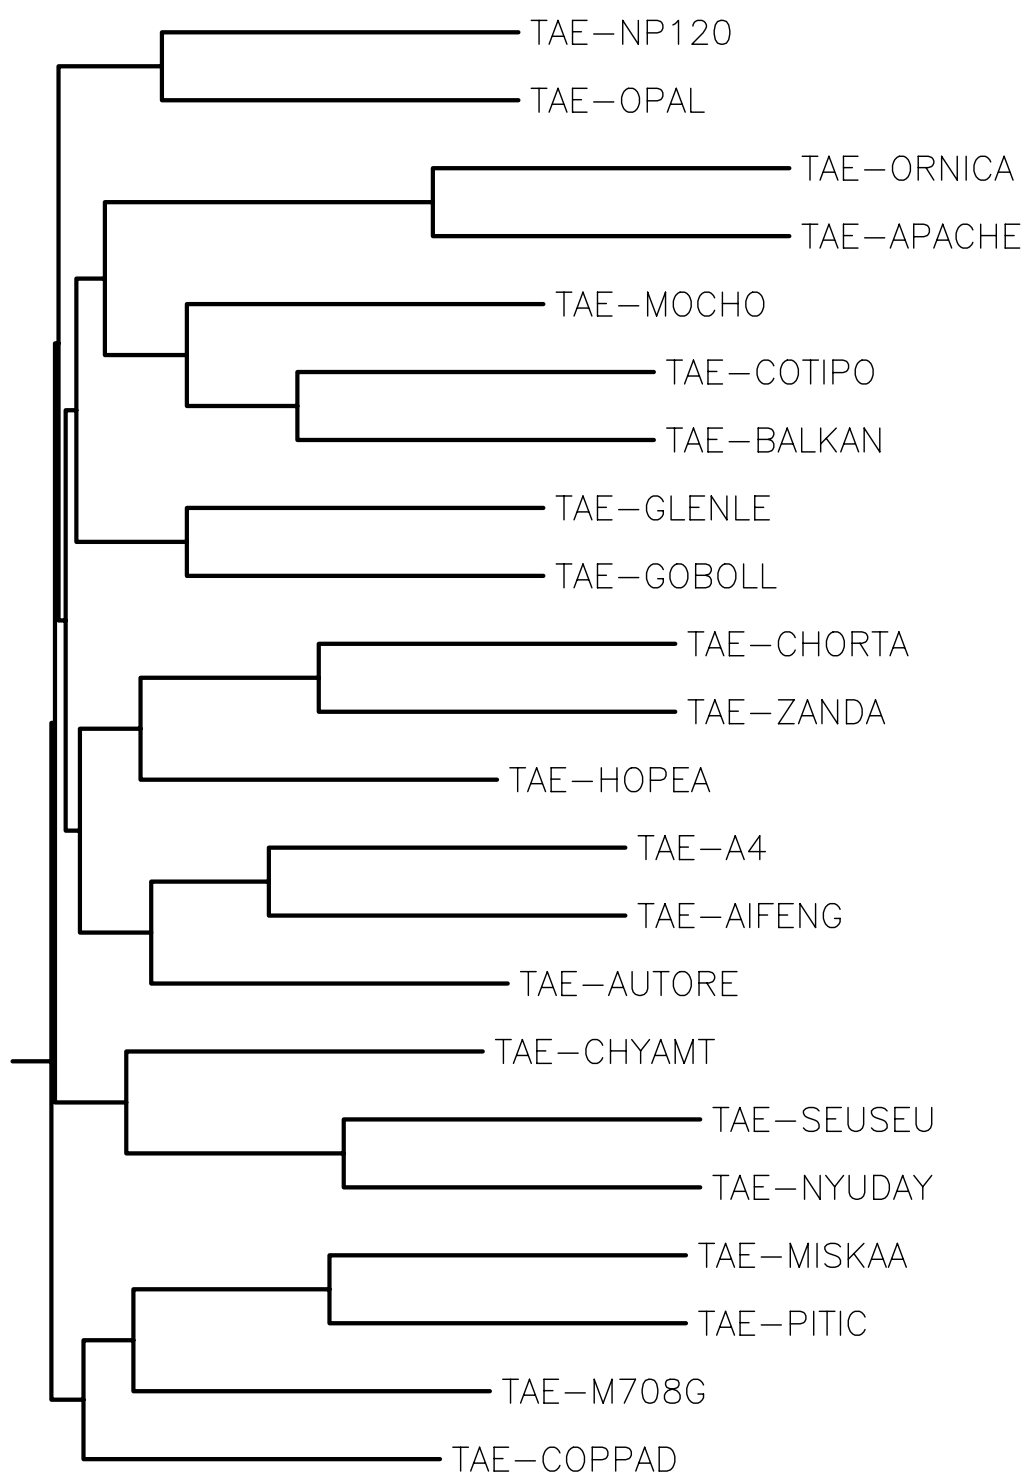 TAE-NP120
TAE-OPAL
TAE-ORNICA
TAE-APACHE
TAE-MOCHO
TAE-COTIPO
TAE-BALKAN
TAE-GLENLE
TAE-GOBOLL
TAE-CHORTA
TAE-ZANDA
TAE-HOPEA
TAE-A4
TAE-AIFENG
TAE-AUTORE
TAE-CHYAMT
TAE-SEUSEU
TAE-NYUDAY
TAE-MISKAA
TAE-PITIC
TAE-M708G
TAE-COPPAD